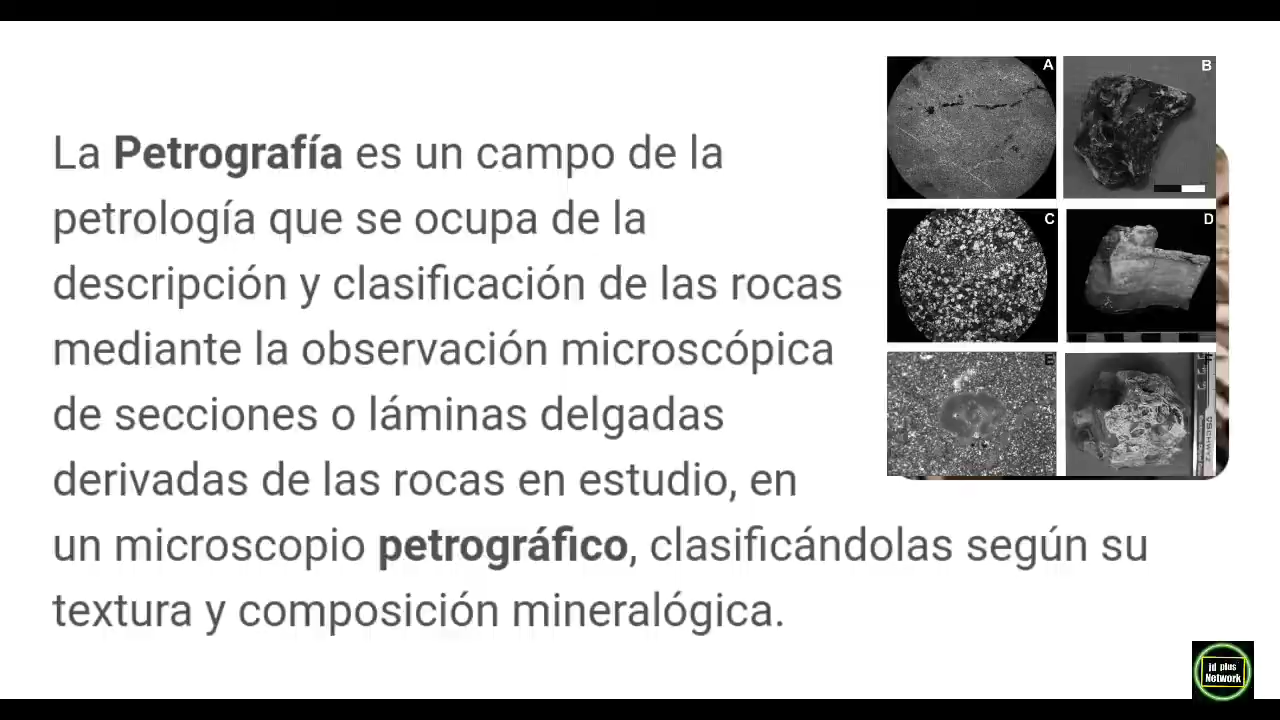 La Petrografía es un campo de la
petrología que se ocupa de la
descripción y clasificación de las rocas
mediante la observación microscópica
de secciones o láminas delgadas
derivadas de las rocas en estudio, en
un microscopio petrográfico, clasificándolas según su
textura y composición mineralógica.
A
B
C
D
E
F
id plus
Network